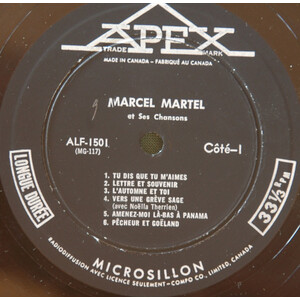 APEX
TRADE MARK
MADE IN CANADA - FABRIQUÉ AU CANADA
MARCEL MARTEL
et Ses Chansons
ALF-1501
(MG-117)
Côté-1
1. TU DIS QUE TU M'AIMES
2. LETTRE ET SOUVENIR
3. L'AUTOMNE ET TOI
4. VERS UNE GRÈVE SAGE
(avec Noëlla Therrien)
5. AMENEZ-MOI LÀ-BAS À PANAMA
6. PÊCHEUR ET GOËLAND
LONGUE DURÉE
33⅓ RPM
MICROSILLON
RADIODIFFUSION AVEC LICENCE SEULEMENT-COMPO CO., LIMITED, CANADA